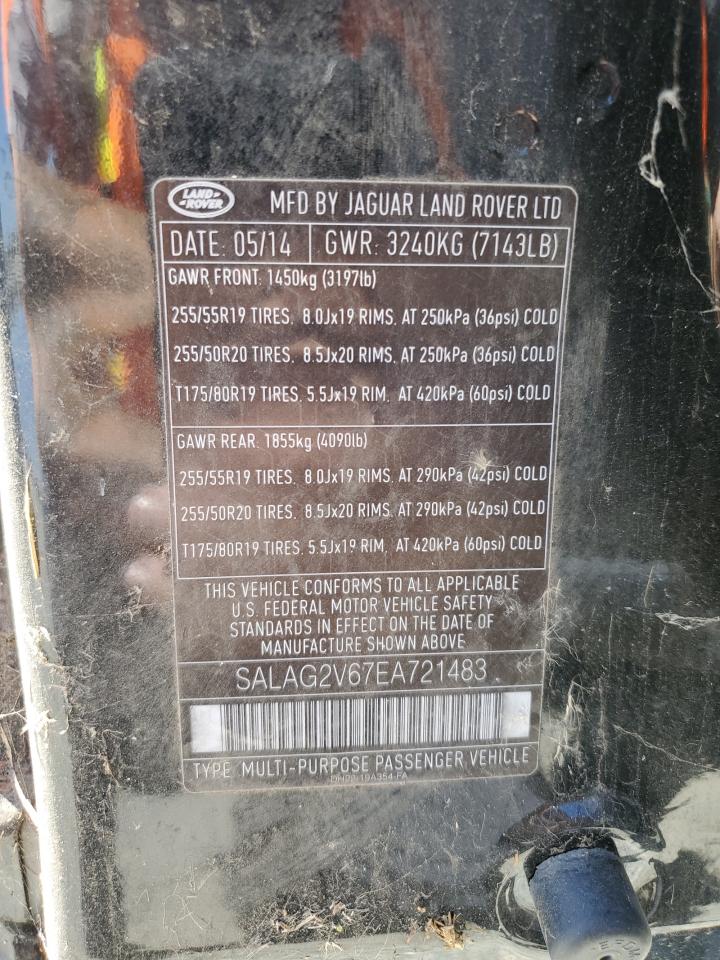 LAND-
-ROVER
MFD BY JAGUAR LAND ROVER LTD
DATE: 05/14 GWR: 3240KG (7143LB)
GAWR FRONT: 1450kg (3197lb)
255/55R19 TIRES, 8.0Jx19 RIMS, AT 250kPa (36psi) COLD
255/50R20 TIRES, 8.5Jx20 RIMS, AT 250kPa (36psi) COLD
T175/80R19 TIRES, 5.5Jx19 RIM, AT 420kPa (60psi) COLD
GAWR REAR: 1855kg (4090lb)
255/55R19 TIRES, 8.0Jx19 RIMS, AT 290kPa (42psi) COLD
255/50R20 TIRES, 8.5Jx20 RIMS, AT 290kPa (42psi) COLD
T175/80R19 TIRES, 5.5Jx19 RIM, AT 420kPa (60psi) COLD
THIS VEHICLE CONFORMS TO ALL APPLICABLE
U.S. FEDERAL MOTOR VEHICLE SAFETY
STANDARDS IN EFFECT ON THE DATE OF
MANUFACTURE SHOWN ABOVE
SALAG2V67EA721483
TYPE: MULTI-PURPOSE PASSENGER VEHICLE